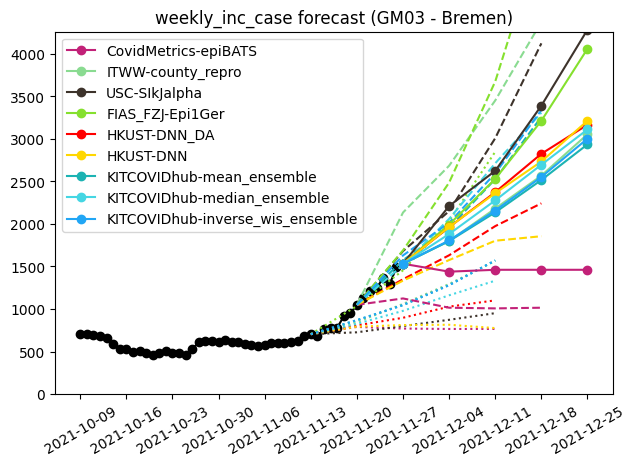 weekly_inc_case forecast (GM03 - Bremen)
CovidMetrics-epiBATS
ITWW-county_repro
USC-SIkJalpha
FIAS_FZJ-Epi1Ger
HKUST-DNN_DA
HKUST-DNN
KITCOVIDhub-mean_ensemble
KITCOVIDhub-median_ensemble
KITCOVIDhub-inverse_wis_ensemble
4000
3500
3000
2500
2000
1500
1000
500
0
2021-10-09
2021-10-16
2021-10-23
2021-10-30
2021-11-06
2021-11-13
2021-11-20
2021-11-27
2021-12-04
2021-12-11
2021-12-18
2021-12-25